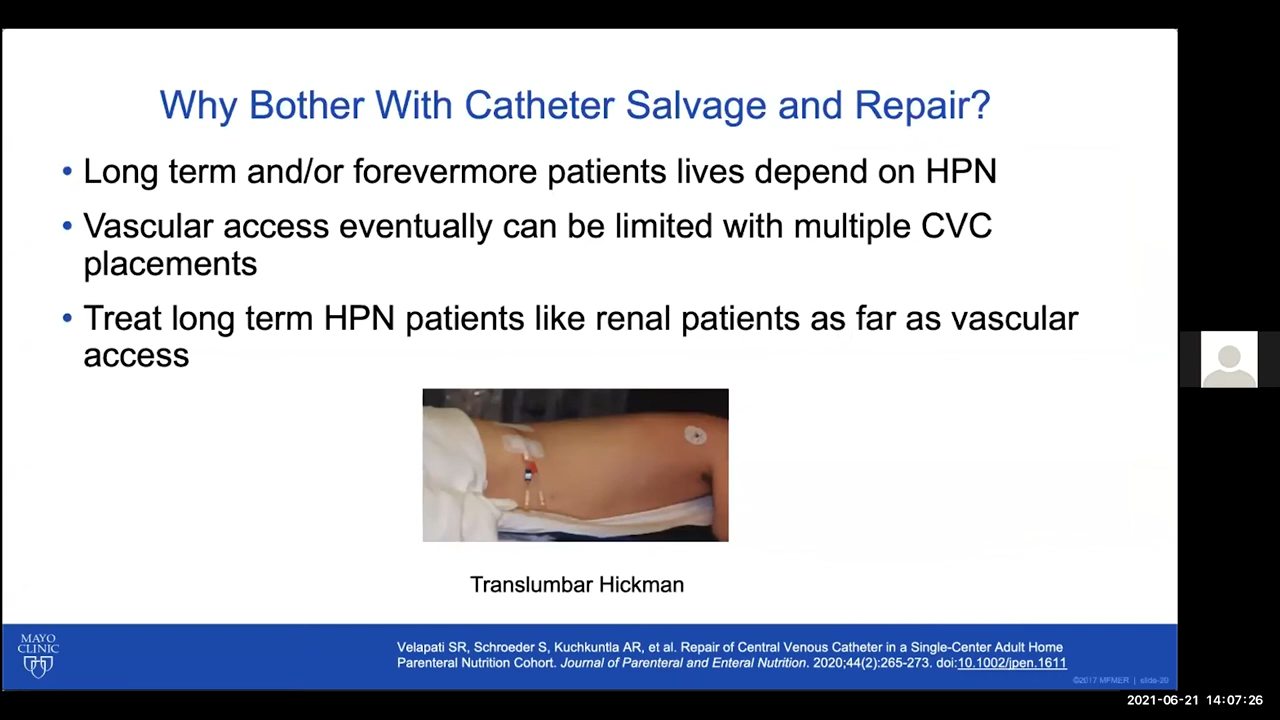 Why Bother With Catheter Salvage and Repair?
• Long term and/or forevermore patients lives depend on HPN
• Vascular access eventually can be limited with multiple CVC
placements
• Treat long term HPN patients like renal patients as far as vascular
access
Translumbar Hickman
MAYO
CLINIC
Velapati SR, Schroeder S, Kuchkuntla AR, et al. Repair of Central Venous Catheter in a Single-Center Adult Home
Parenteral Nutrition Cohort. Journal of Parenteral and Enteral Nutrition. 2020;44(2):265-273. doi:10.1002/jpen.1611
©2017 MFMER | slide-20
2021-06-21 14:07:26